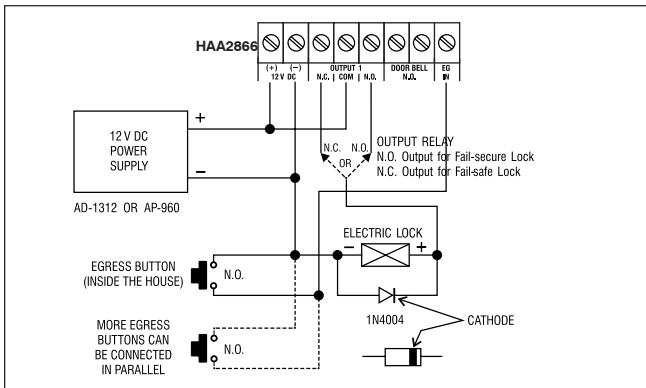 HAA2866
(+) (−) OUTPUT 1 DOOR BELL EG
12 V DC N.C. | COM | N.O. N.O. IN
+
12 V DC
POWER
SUPPLY
−
AD-1312 OR AP-960
N.C. N.O.
OR
OUTPUT RELAY
N.O. Output for Fail-secure Lock
N.C. Output for Fail-safe Lock
ELECTRIC LOCK
− +
EGRESS BUTTON
(INSIDE THE HOUSE)
N.O.
1N4004
CATHODE
MORE EGRESS
BUTTONS CAN
BE CONNECTED
IN PARALLEL
N.O.